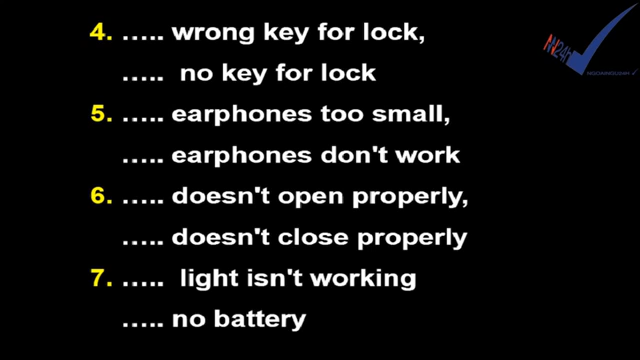 4. ….. wrong key for lock,
….. no key for lock
5. ….. earphones too small,
….. earphones don't work
6. ….. doesn't open properly,
….. doesn't close properly
7. ….. light isn't working
….. no battery